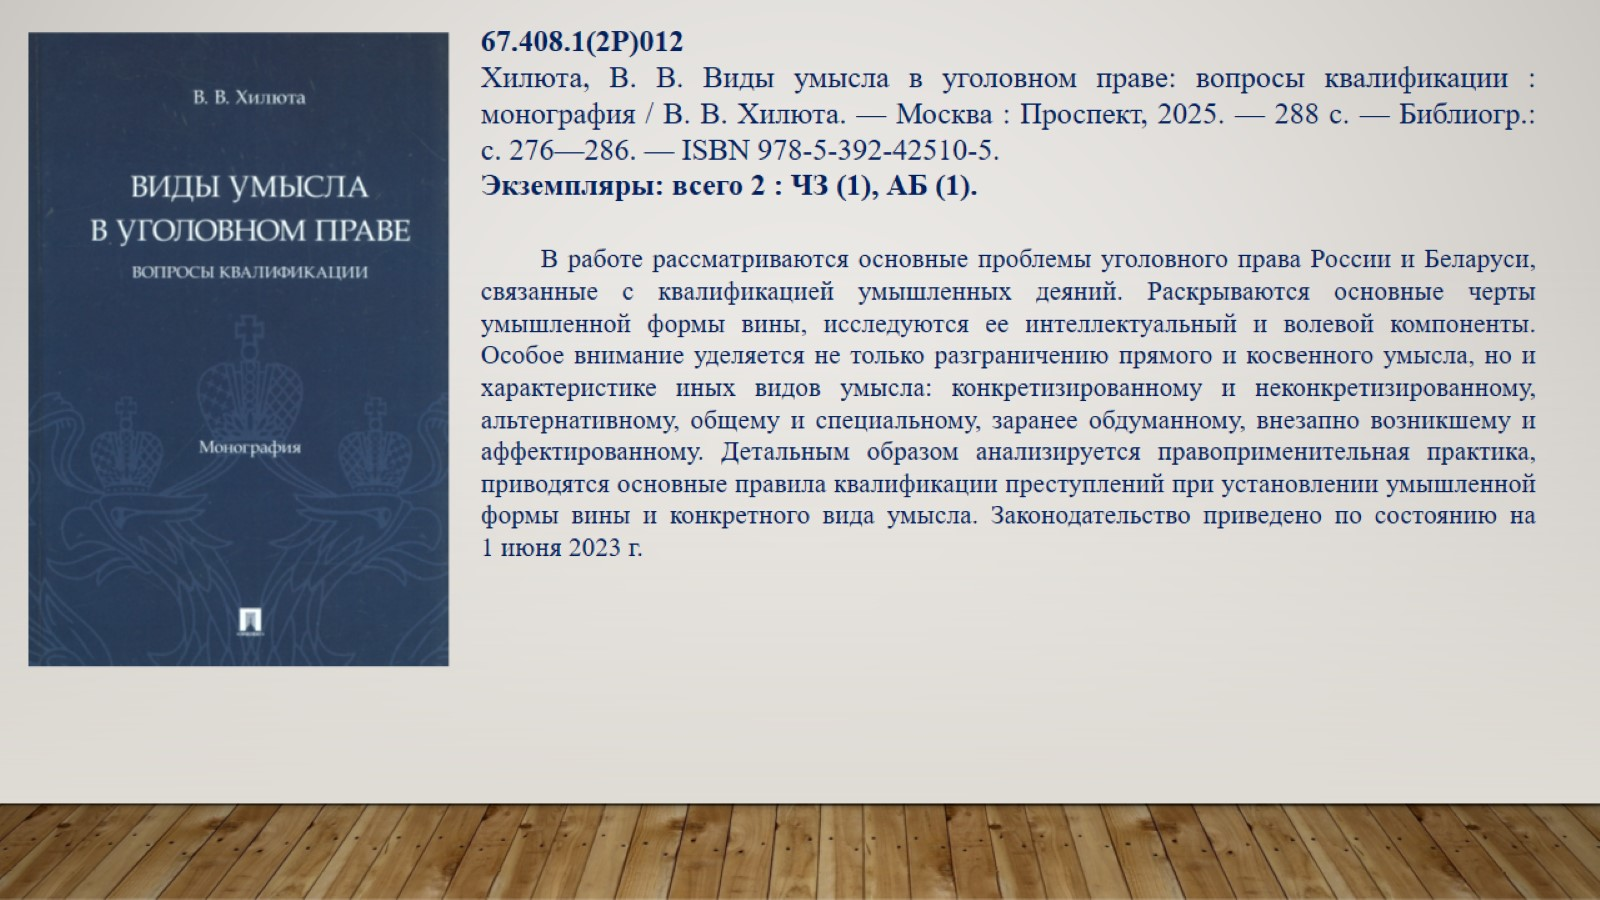 В. В. Хилюта
ВИДЫ УМЫСЛА
В УГОЛОВНОМ ПРАВЕ
ВОПРОСЫ КВАЛИФИКАЦИИ
Монография
67.408.1(2Р)012
Хилюта, В. В. Виды умысла в уголовном праве: вопросы квалификации :
монография / В. В. Хилюта. — Москва : Проспект, 2025. — 288 с. — Библиогр.:
с. 276—286. — ISBN 978-5-392-42510-5.
Экземпляры: всего 2 : ЧЗ (1), АБ (1).
В работе рассматриваются основные проблемы уголовного права России и Беларуси,
связанные с квалификацией умышленных деяний. Раскрываются основные черты
умышленной формы вины, исследуются ее интеллектуальный и волевой компоненты.
Особое внимание уделяется не только разграничению прямого и косвенного умысла, но и
характеристике иных видов умысла: конкретизированному и неконкретизированному,
альтернативному, общему и специальному, заранее обдуманному, внезапно возникшему и
аффектированному. Детальным образом анализируется правоприменительная практика,
приводятся основные правила квалификации преступлений при установлении умышленной
формы вины и конкретного вида умысла. Законодательство приведено по состоянию на
1 июня 2023 г.